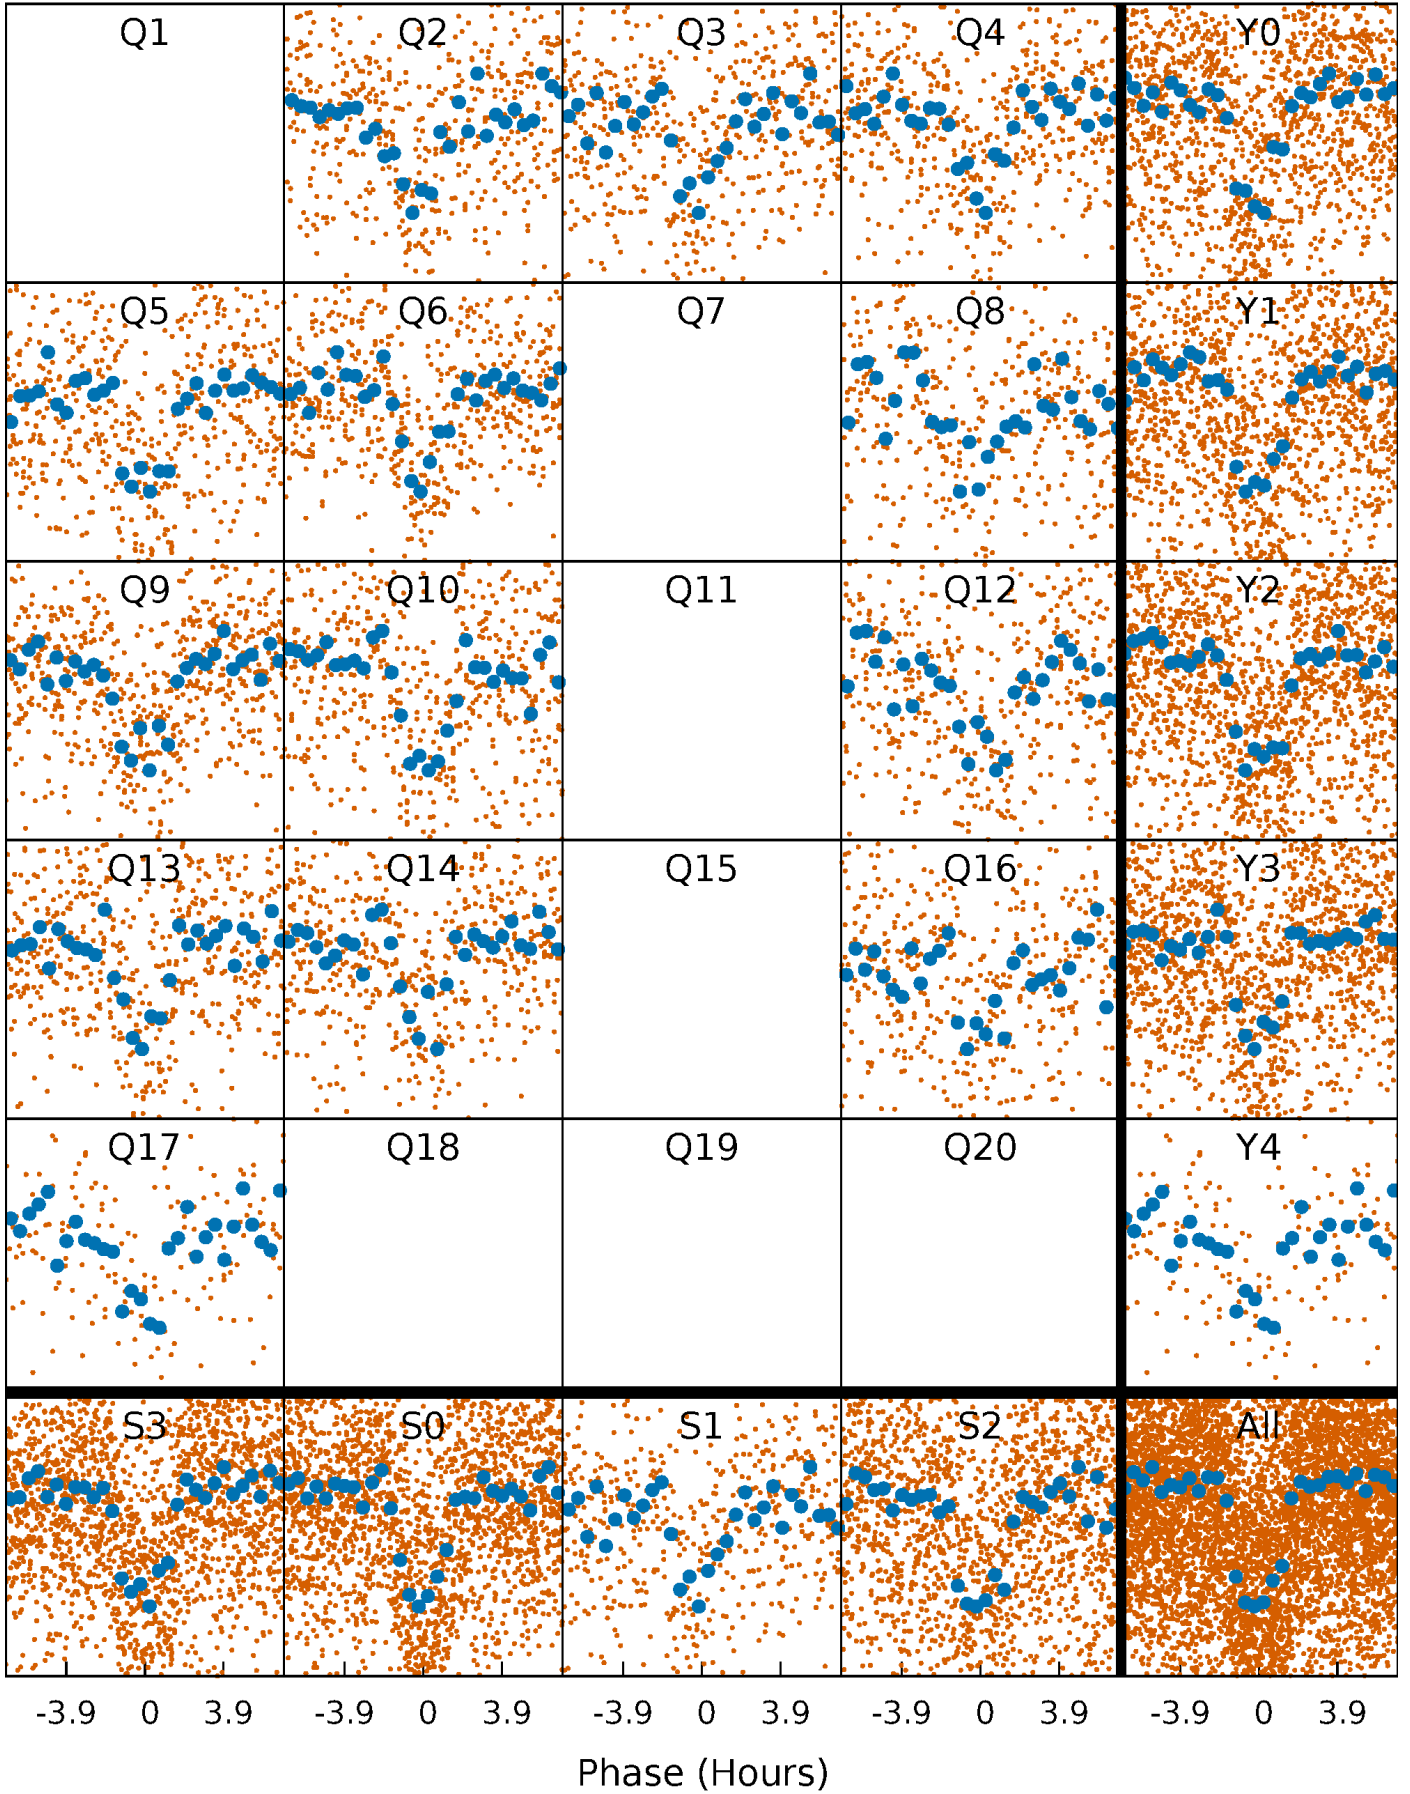 Q1 Q2 Q3 Q4 Y0
Q5 Q6 Q7 Q8 Y1
Q9 Q10 Q11 Q12 Y2
Q13 Q14 Q15 Q16 Y3
Q17 Q18 Q19 Q20 Y4
S3 S0 S1 S2 All
-3.9 0 3.9 -3.9 0 3.9 -3.9 0 3.9 -3.9 0 3.9 -3.9 0 3.9
Phase (Hours)